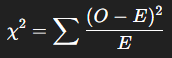 χ² = ∑ (O − E)² / E